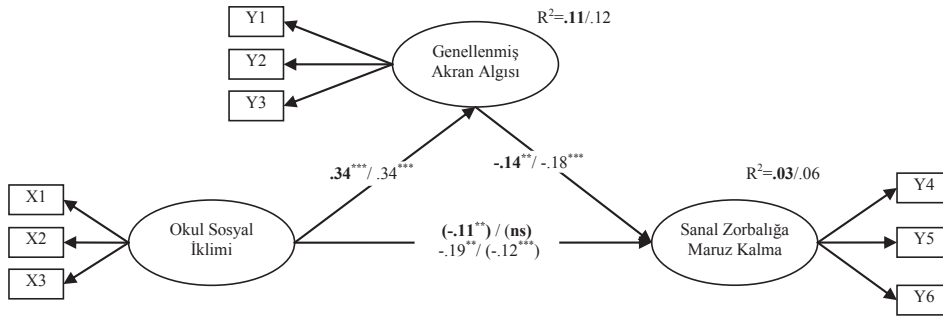 Y1
R²=.11/.12
Genellenmiş
Akran Algısı
Y2
Y3
.34***/ .34***
-.14**/ -.18***
R²=.03/.06
X1
X2
X3
Okul Sosyal
İklimi
(-.11**) / (ns)
-.19**/ (-.12***)
Sanal Zorbalığa
Maruz Kalma
Y4
Y5
Y6